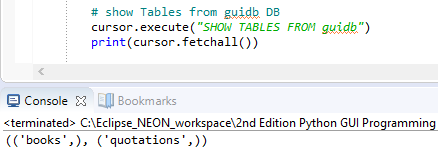 # show Tables from guidb DB
cursor.execute("SHOW TABLES FROM guidb")
print(cursor.fetchall())
Console Bookmarks
<terminated> C:\Eclipse_NEON_workspace\2nd Edition Python GUI Programming
(('books',), ('quotations',))